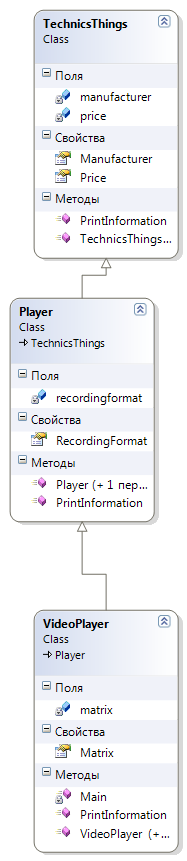 TechnicsThings
Class
Поля
manufacturer
price
Свойства
Manufacturer
Price
Методы
PrintInformation
TechnicsThings...
Player
Class
TechnicsThings
Поля
recordingformat
Свойства
RecordingFormat
Методы
Player (+ 1 пер...
PrintInformation
VideoPlayer
Class
Player
Поля
matrix
Свойства
Matrix
Методы
Main
PrintInformation
VideoPlayer (+...